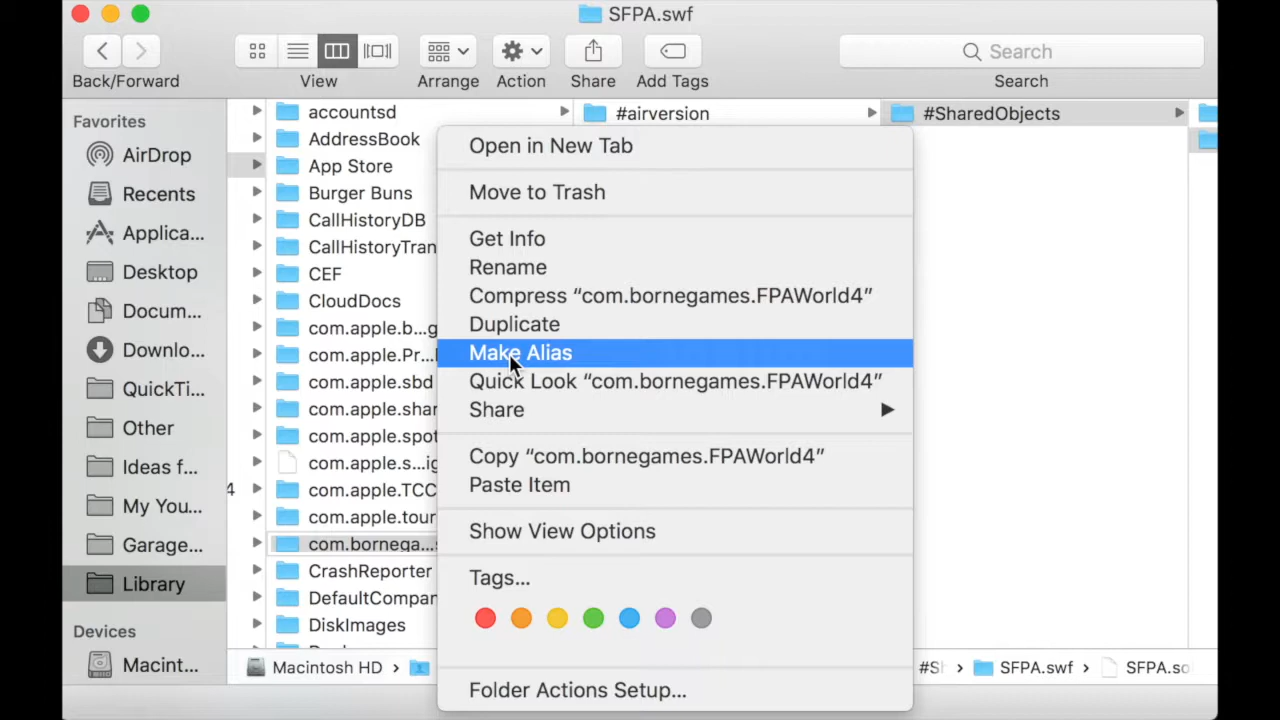 SFPA.swf
Back/Forward
View
Arrange
Action
Share
Add Tags
Search
Search
Favorites
AirDrop
Recents
Applica...
Desktop
Docum...
Downlo...
QuickTi...
Other
Ideas f...
My You...
Garage...
Library
Devices
Macint...
4
accountsd
AddressBook
App Store
Burger Buns
CallHistoryDB
CallHistoryTran
CEF
CloudDocs
com.apple.b...g
com.apple.Pr...
com.apple.sbd
com.apple.shar
com.apple.spot
com.apple.s...ig
com.apple.TCC
com.apple.tour
com.bornega...s
CrashReporter
DefaultCompan
DiskImages
#airversion
#SharedObjects
Open in New Tab
Move to Trash
Get Info
Rename
Compress “com.bornegames.FPAWorld4”
Duplicate
Make Alias
Quick Look “com.bornegames.FPAWorld4”
Share
Copy “com.bornegames.FPAWorld4”
Paste Item
Show View Options
Tags...
Folder Actions Setup...
Macintosh HD
#SI
SFPA.swf
SFPA.so